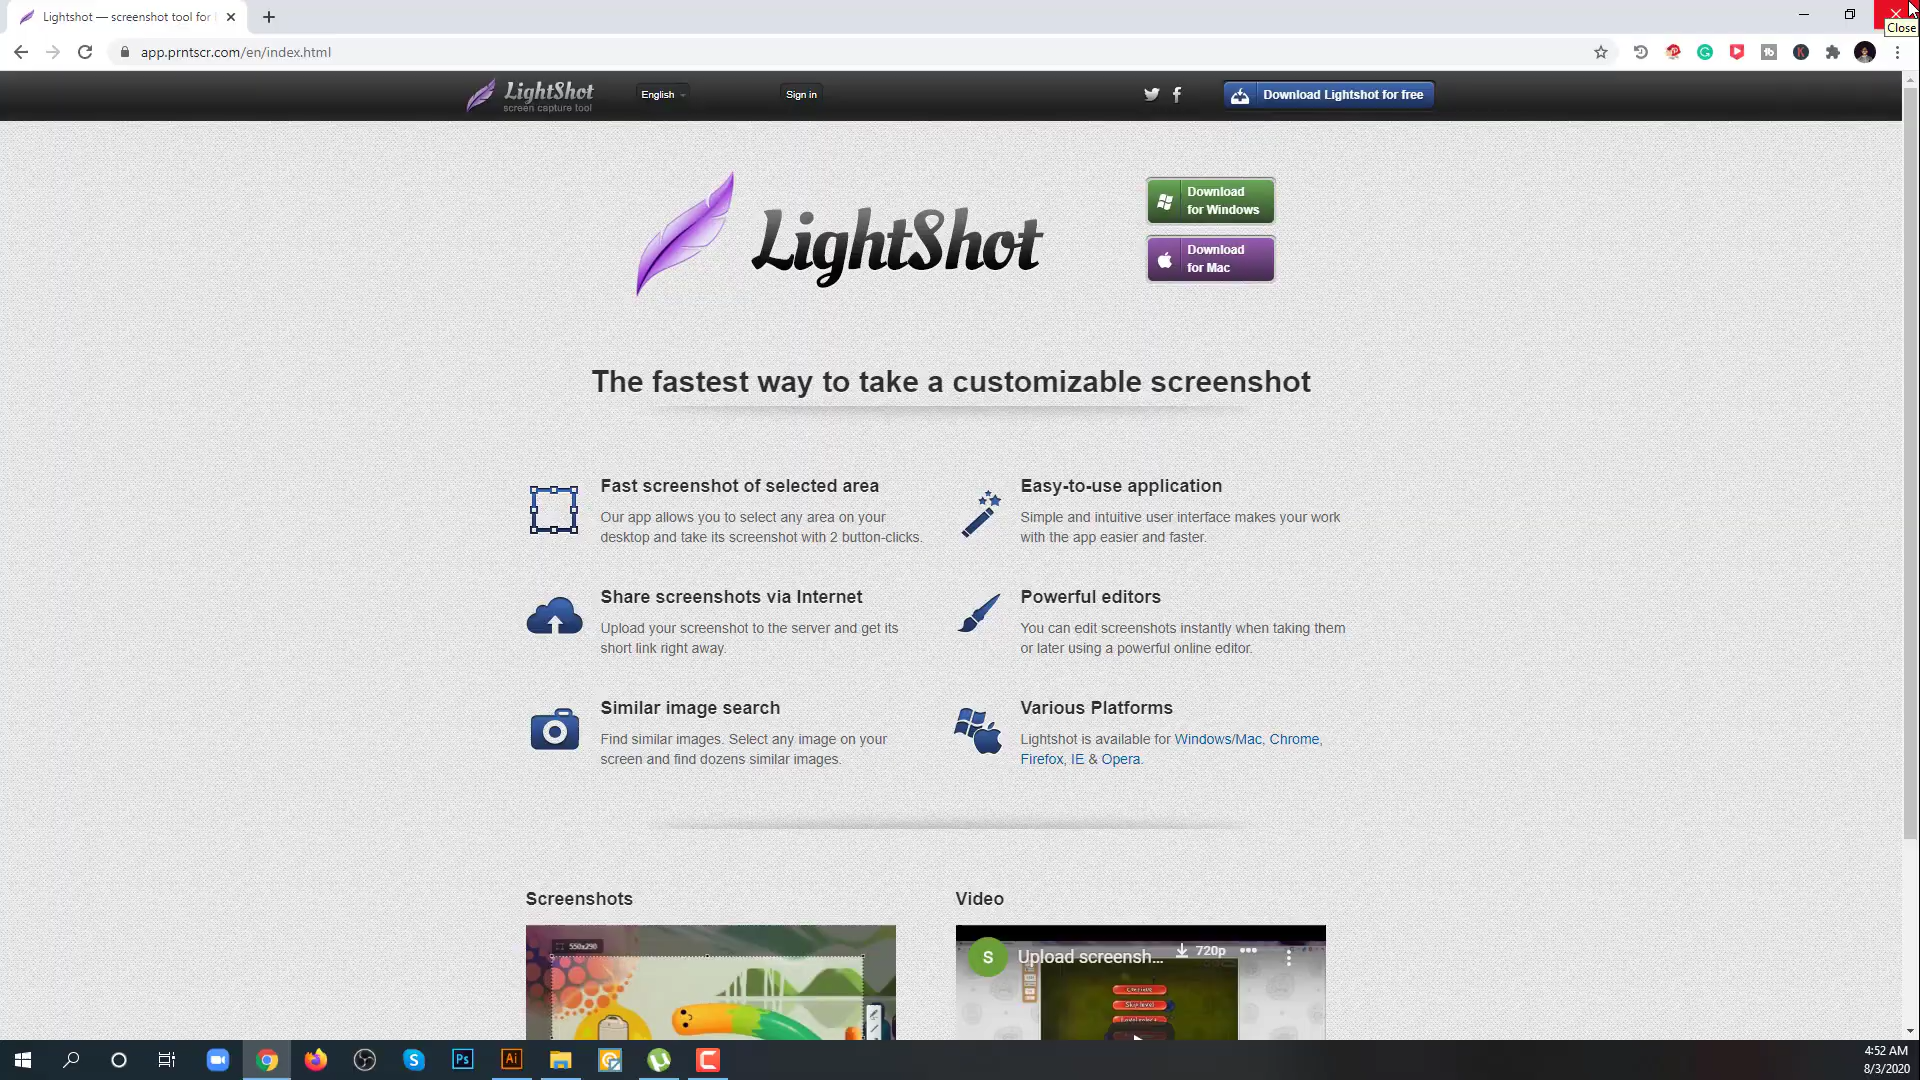 Lightshot — screenshot tool for
Close
app.prntscr.com/en/index.html
LightShot
screen capture tool
English
Sign in
Download Lightshot for free
LightShot
Download
for Windows
Download
for Mac
The fastest way to take a customizable screenshot
Fast screenshot of selected area
Our app allows you to select any area on your
desktop and take its screenshot with 2 button-clicks.
Easy-to-use application
Simple and intuitive user interface makes your work
with the app easier and faster.
Share screenshots via Internet
Upload your screenshot to the server and get its
short link right away.
Powerful editors
You can edit screenshots instantly when taking them
or later using a powerful online editor.
Similar image search
Find similar images. Select any image on your
screen and find dozens similar images.
Various Platforms
Lightshot is available for Windows/Mac, Chrome,
Firefox, IE & Opera.
Screenshots
Video
550x290
S
Upload screensh...
720p
Skip level
Ps
Ai
4:52 AM
8/3/2020